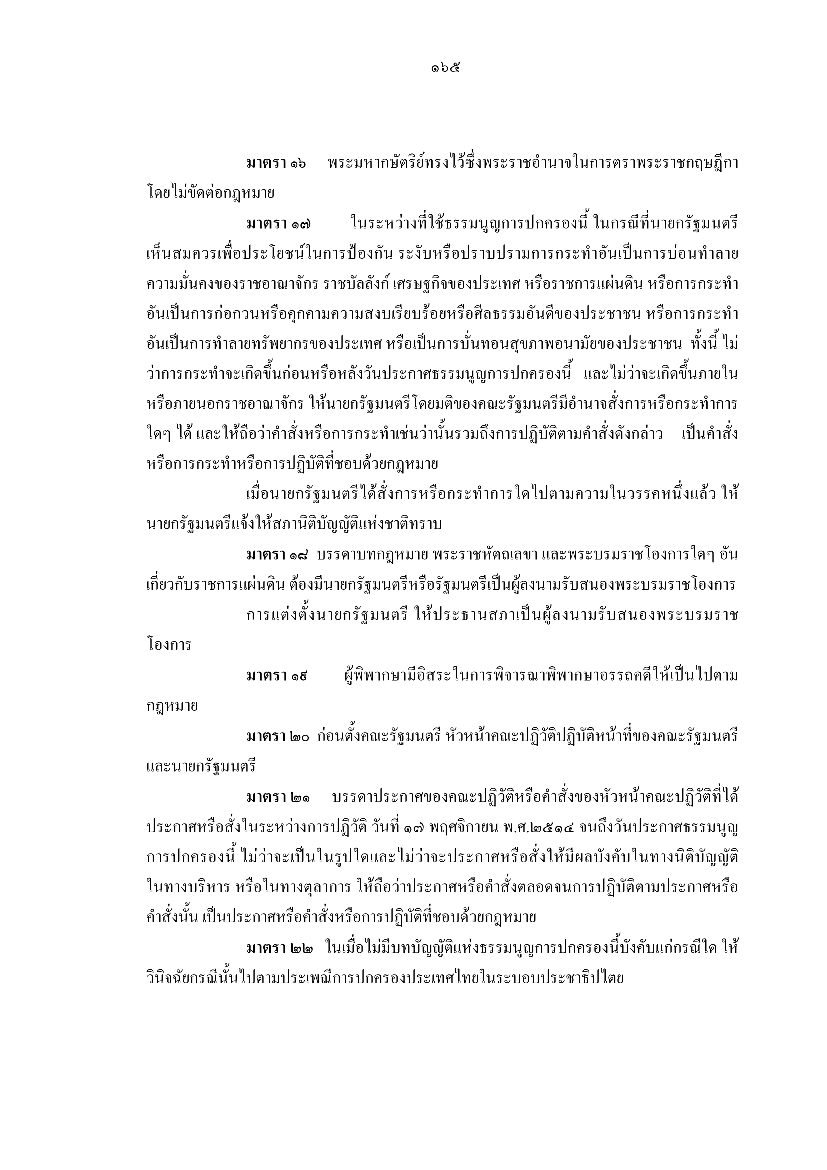 ๑๖๕
มาตรา ๑๖ พระมหากษัตริย์ทรงไว้ซึ่งพระราชอำนาจในการตราพระราชกฤษฎีกา
โดยไม่ขัดต่อกฎหมาย
มาตรา ๑๗ ในระหว่างที่ใช้ธรรมนูญการปกครองนี้ ในกรณีที่นายกรัฐมนตรี
เห็นสมควรเพื่อประโยชน์ในการป้องกัน ระงับหรือปราบปรามการกระทำอันเป็นการบ่อนทำลาย
ความมั่นคงของราชอาณาจักร ราชบัลลังก์ เศรษฐกิจของประเทศ หรือราชการแผ่นดิน หรือการกระทำ
อันเป็นการก่อกวนหรือคุกคามความสงบเรียบร้อยหรือศีลธรรมอันดีของประชาชน หรือการกระทำ
อันเป็นการทำลายทรัพยากรของประเทศ หรือเป็นการบั่นทอนสุขภาพอนามัยของประชาชน ทั้งนี้ ไม่
ว่าการกระทำจะเกิดขึ้นก่อนหรือหลังวันประกาศธรรมนูญการปกครองนี้ และไม่ว่าจะเกิดขึ้นภายใน
หรือภายนอกราชอาณาจักร ให้นายกรัฐมนตรีโดยมติของคณะรัฐมนตรีมีอำนาจสั่งการหรือกระทำการ
ใดๆ ได้ และให้ถือว่าคำสั่งหรือการกระทำเช่นว่านั้นรวมถึงการปฏิบัติตามคำสั่งดังกล่าว เป็นคำสั่ง
หรือการกระทำหรือการปฏิบัติที่ชอบด้วยกฎหมาย
เมื่อนายกรัฐมนตรีได้สั่งการหรือกระทำการใดไปตามความในวรรคหนึ่งแล้ว ให้
นายกรัฐมนตรีแจ้งให้สภานิติบัญญัติแห่งชาติทราบ
มาตรา ๑๘ บรรดาบทกฎหมาย พระราชหัตถเลขา และพระบรมราชโองการใดๆ อัน
เกี่ยวกับราชการแผ่นดิน ต้องมีนายกรัฐมนตรีหรือรัฐมนตรีเป็นผู้ลงนามรับสนองพระบรมราชโองการ
การแต่งตั้งนายกรัฐมนตรี ให้ประธานสภาเป็นผู้ลงนามรับสนองพระบรมราช
โองการ
มาตรา ๑๙ ผู้พิพากษามีอิสระในการพิจารณาพิพากษาอรรถคดีให้เป็นไปตาม
กฎหมาย
มาตรา ๒๐ ก่อนตั้งคณะรัฐมนตรี หัวหน้าคณะปฏิวัติปฏิบัติหน้าที่ของคณะรัฐมนตรี
และนายกรัฐมนตรี
มาตรา ๒๑ บรรดาประกาศของคณะปฏิวัติหรือคำสั่งของหัวหน้าคณะปฏิวัติที่ได้
ประกาศหรือสั่งในระหว่างการปฏิวัติ วันที่ ๑๗ พฤศจิกายน พ.ศ.๒๕๑๔ จนถึงวันประกาศธรรมนูญ
การปกครองนี้ ไม่ว่าจะเป็นในรูปใดและไม่ว่าจะประกาศหรือสั่งให้มีผลบังคับในทางนิติบัญญัติ
ในทางบริหาร หรือในทางตุลาการ ให้ถือว่าประกาศหรือคำสั่งตลอดจนการปฏิบัติตามประกาศหรือ
คำสั่งนั้น เป็นประกาศหรือคำสั่งหรือการปฏิบัติที่ชอบด้วยกฎหมาย
มาตรา ๒๒ ในเมื่อไม่มีบทบัญญัติแห่งธรรมนูญการปกครองนี้บังคับแก่กรณีใด ให้
วินิจฉัยกรณีนั้นไปตามประเพณีการปกครองประเทศไทยในระบอบประชาธิปไตย